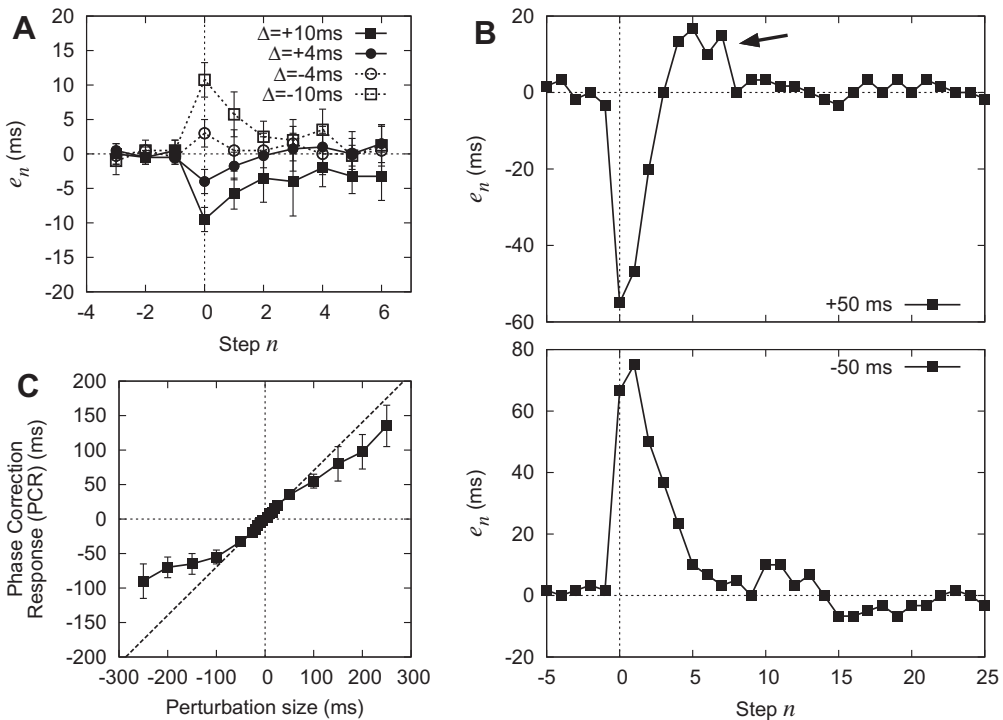 A
20
15
10
5
0
-5
-10
-15
-20
-4
-2
0
2
4
6
e_n (ms)
Step n
Δ=+10ms
Δ=+4ms
Δ=-4ms
Δ=-10ms
B
20
0
-20
-40
-60
e_n (ms)
+50 ms
80
60
40
20
0
-20
-5
0
5
10
15
20
25
e_n (ms)
Step n
-50 ms
C
200
150
100
50
0
-50
-100
-150
-200
-300
-200
-100
0
100
200
300
Phase Correction
Response (PCR) (ms)
Perturbation size (ms)